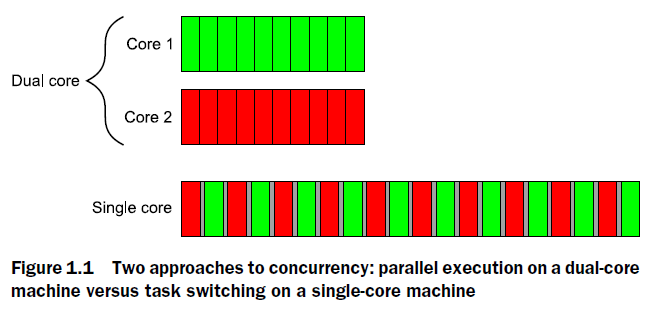 Core 1
Dual core
Core 2
Single core
Figure 1.1 Two approaches to concurrency: parallel execution on a dual-core
machine versus task switching on a single-core machine